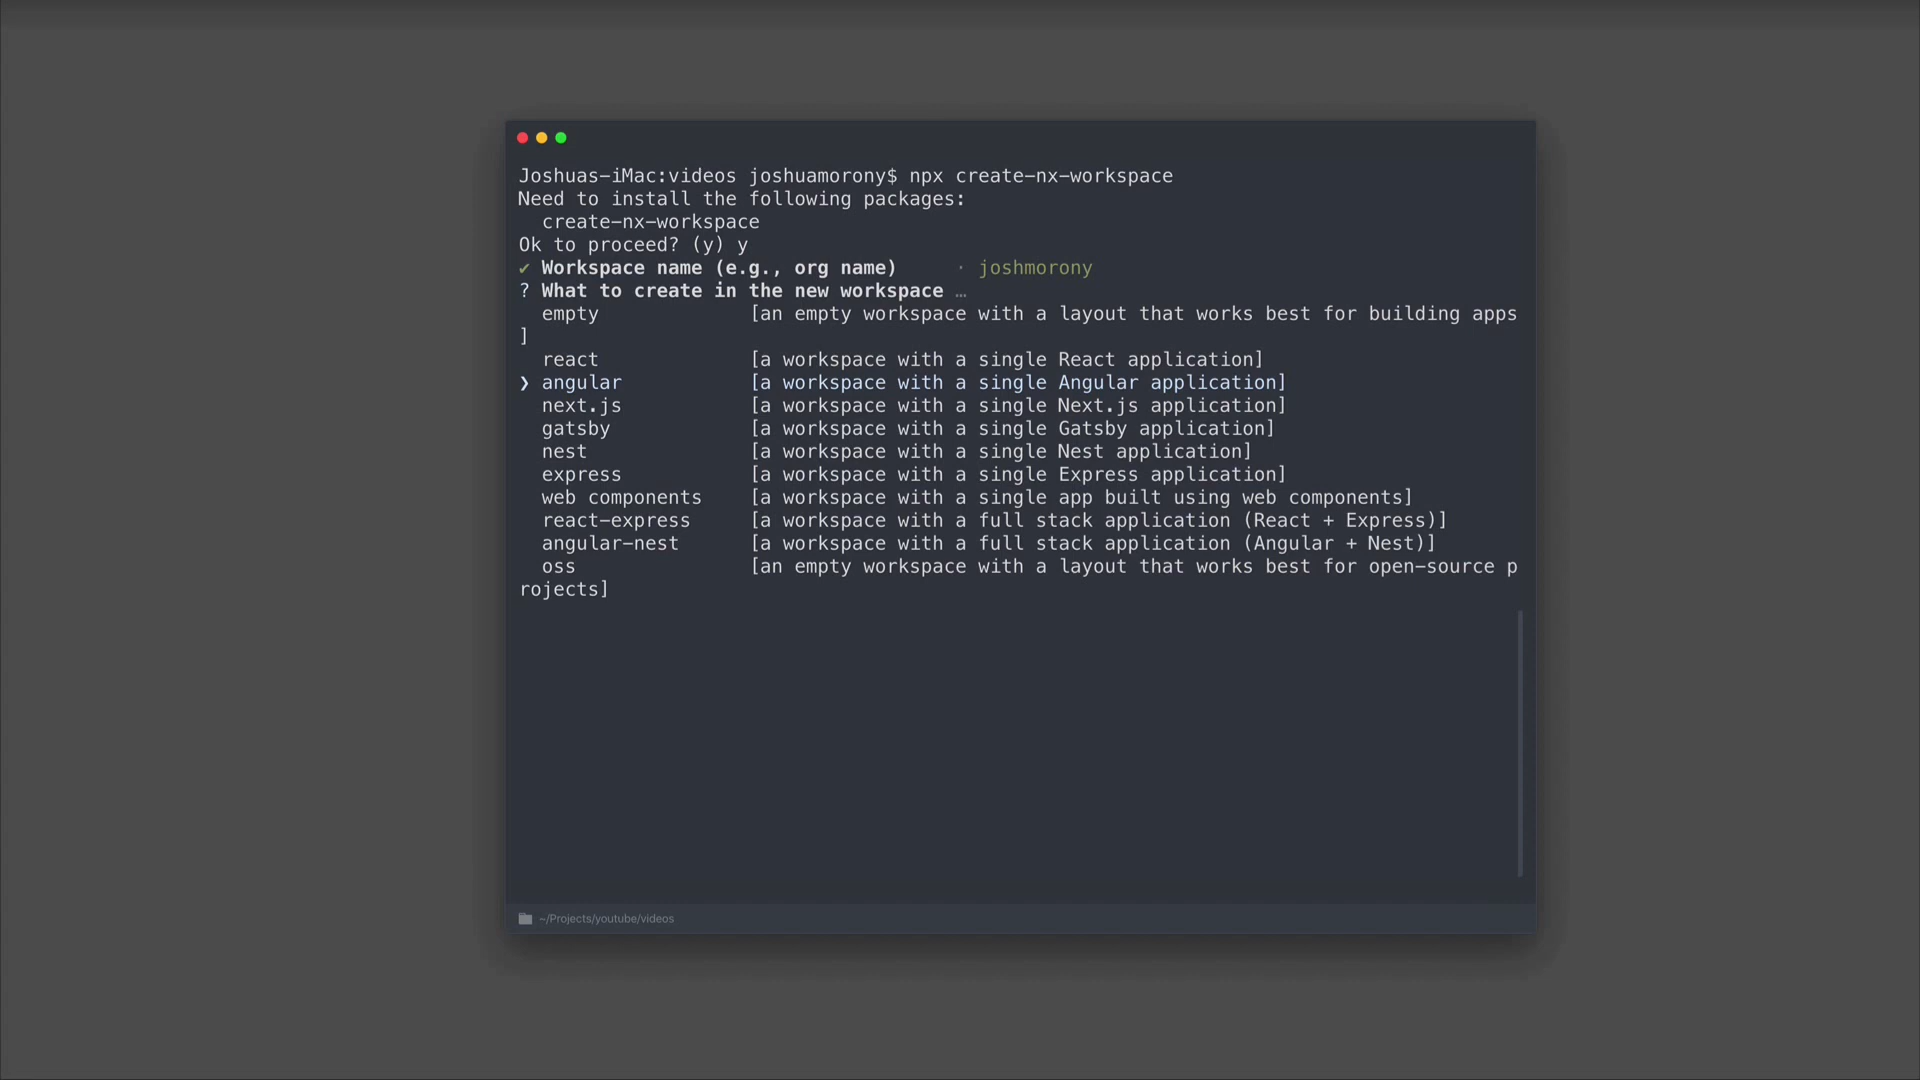 Joshuas-iMac:videos joshuamorony$ npx create-nx-workspace
Need to install the following packages:
  create-nx-workspace
Ok to proceed? (y) y
✔ Workspace name (e.g., org name)     · joshmorony
? What to create in the new workspace …
  empty             [an empty workspace with a layout that works best for building apps
]
  react             [a workspace with a single React application]
❯ angular           [a workspace with a single Angular application]
  next.js           [a workspace with a single Next.js application]
  gatsby            [a workspace with a single Gatsby application]
  nest              [a workspace with a single Nest application]
  express           [a workspace with a single Express application]
  web components    [a workspace with a single app built using web components]
  react-express     [a workspace with a full stack application (React + Express)]
  angular-nest      [a workspace with a full stack application (Angular + Nest)]
  oss               [an empty workspace with a layout that works best for open-source p
rojects]
~/Projects/youtube/videos